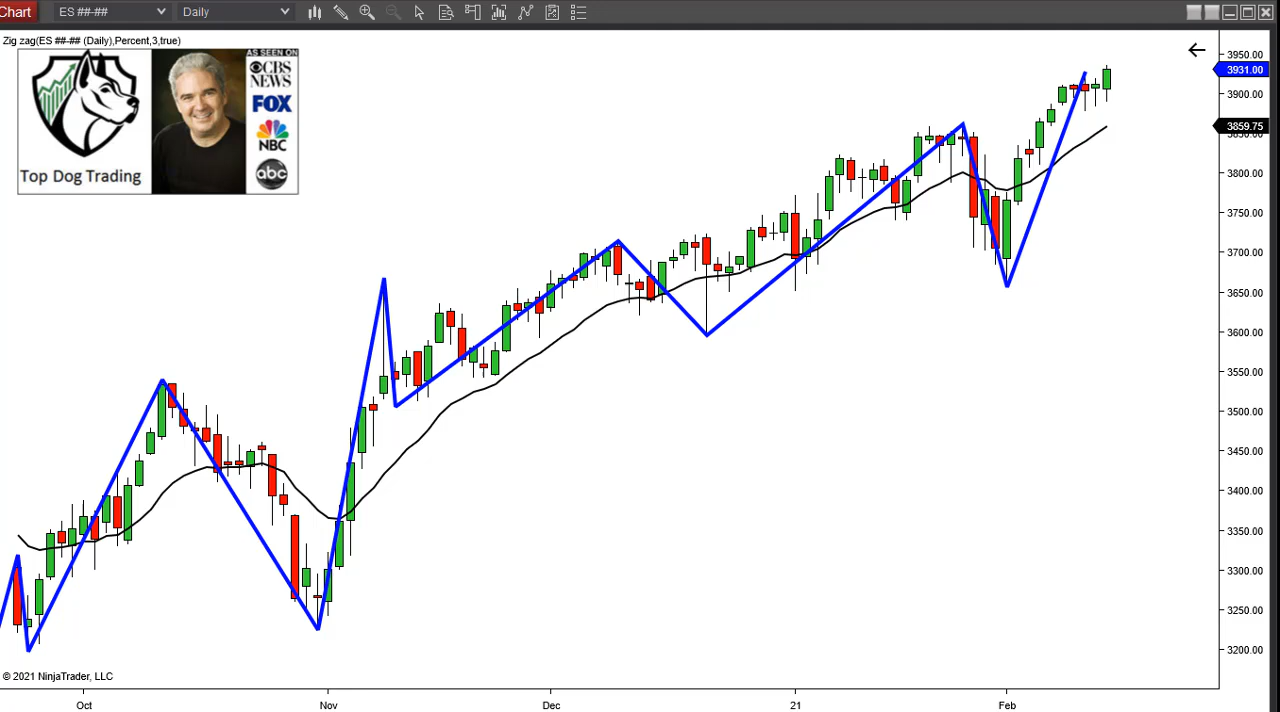 Chart ES ##-## Daily
Zig zag(ES ##-## (Daily),Percent,3,true)
AS SEEN ON
CBS
NEWS
FOX
NBC
abc
Top Dog Trading
3950.00
3931.00
3900.00
3859.75
3850.00
3800.00
3750.00
3700.00
3650.00
3600.00
3550.00
3500.00
3450.00
3400.00
3350.00
3300.00
3250.00
3200.00
© 2021 NinjaTrader, LLC
Oct Nov Dec 21 Feb